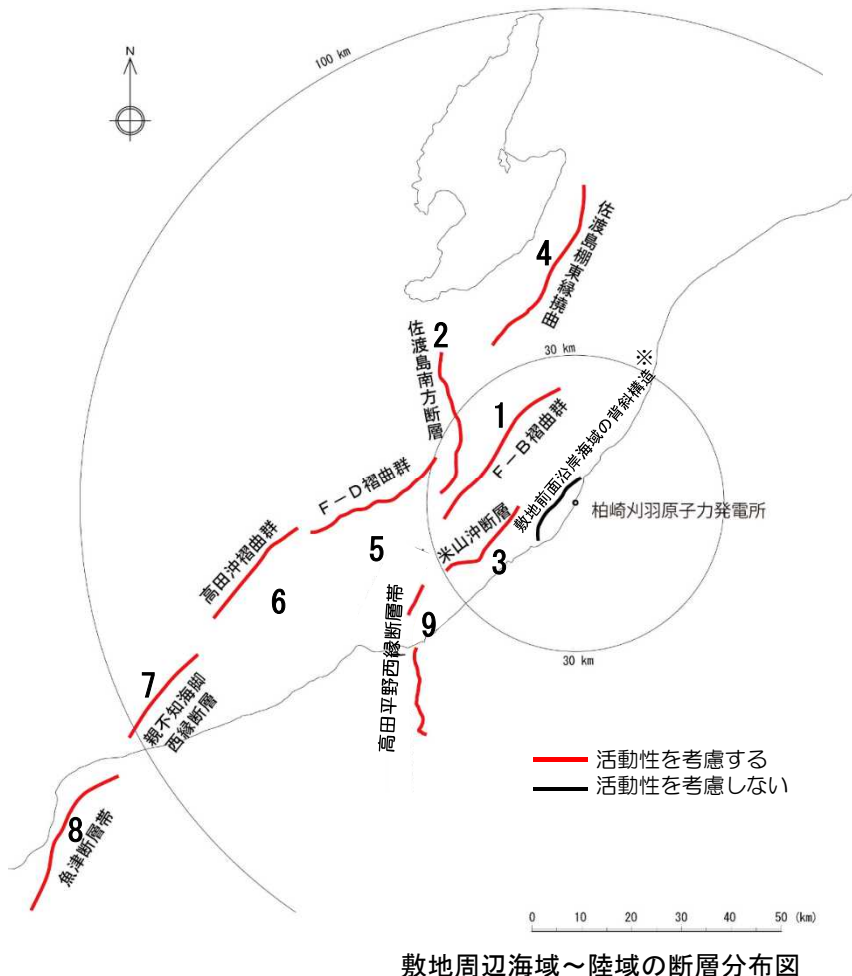 100 km
N
佐渡島棚東縁撓曲
4
佐渡島南方断層
2
30 km
※
敷地前面沿岸海域の背斜構造
1
F-B褶曲群
F-D褶曲群
柏崎刈羽原子力発電所
米山沖断層
3
高田沖褶曲群
5
6
高田平野西縁断層帯
9
30 km
7
親不知海脚
西縁断層
活動性を考慮する
活動性を考慮しない
8
魚津断層帯
0 10 20 30 40 50 (km)
敷地周辺海域~陸域の断層分布図